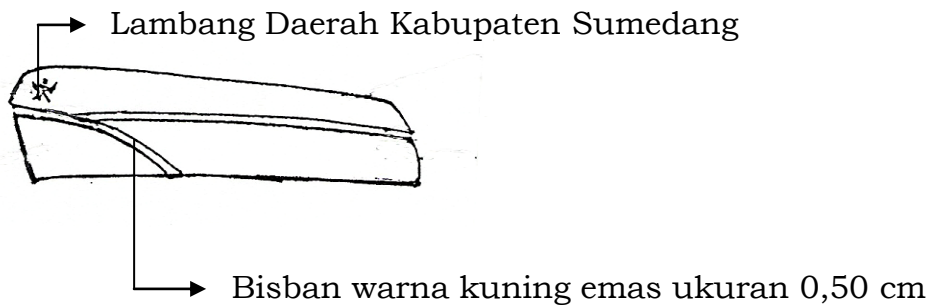 Lambang Daerah Kabupaten Sumedang
Bisban warna kuning emas ukuran 0,50 cm